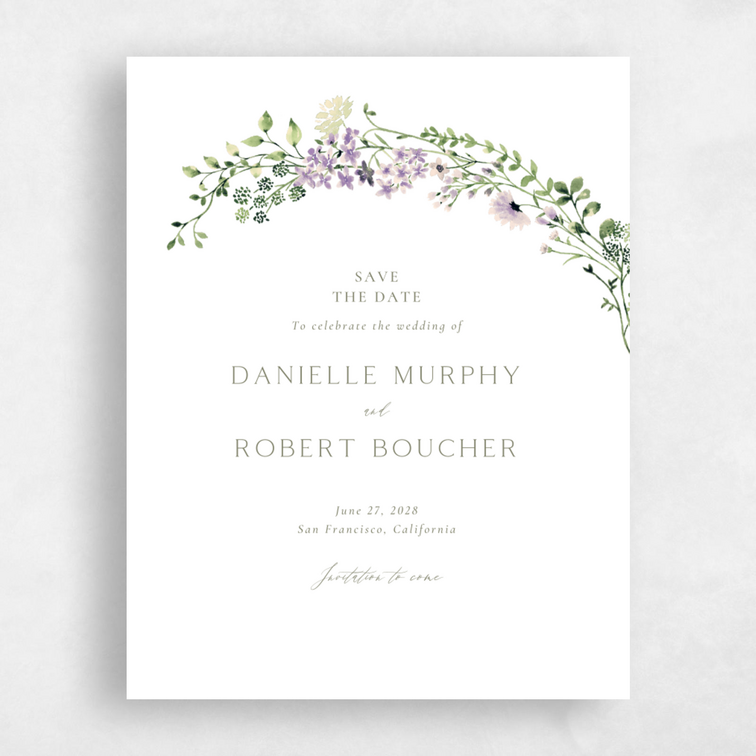 SAVE
THE DATE
To celebrate the wedding of
DANIELLE MURPHY
and
ROBERT BOUCHER
June 27, 2028
San Francisco, California
Invitation to come